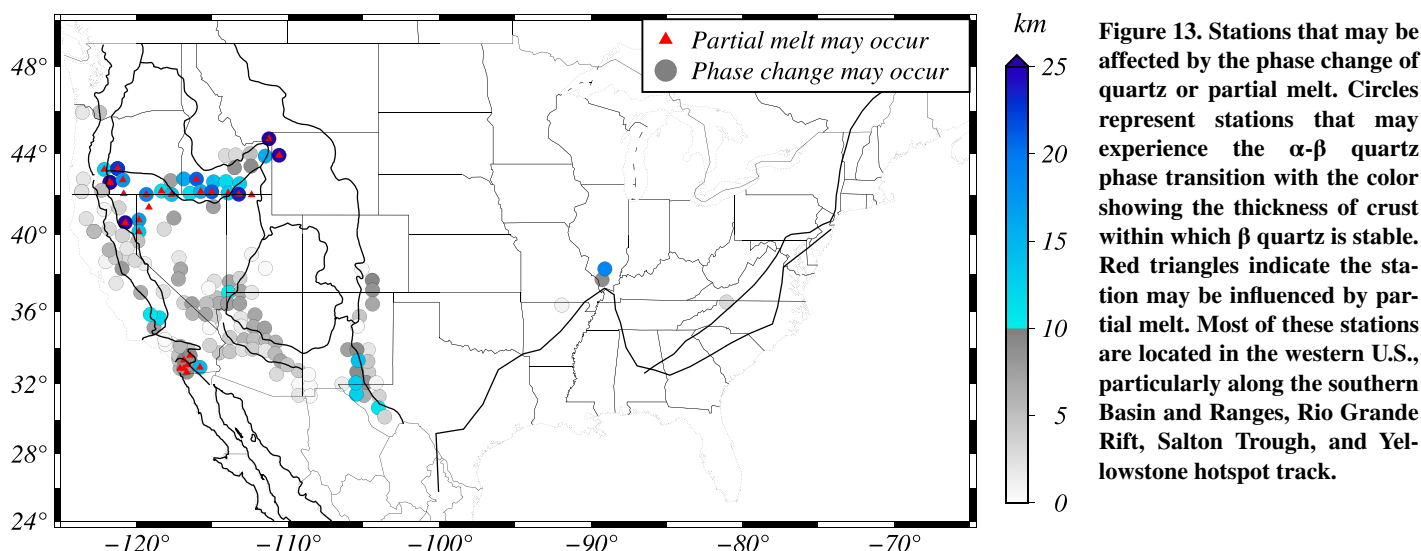 km
Partial melt may occur
Phase change may occur
48°
44°
40°
36°
32°
28°
24°
−120°
−110°
−100°
−90°
−80°
−70°
25
20
15
10
5
0
Figure 13. Stations that may be
affected by the phase change of
quartz or partial melt. Circles
represent stations that may
experience the α-β quartz
phase transition with the color
showing the thickness of crust
within which β quartz is stable.
Red triangles indicate the sta-
tion may be influenced by par-
tial melt. Most of these stations
are located in the western U.S.,
particularly along the southern
Basin and Ranges, Rio Grande
Rift, Salton Trough, and Yel-
lowstone hotspot track.